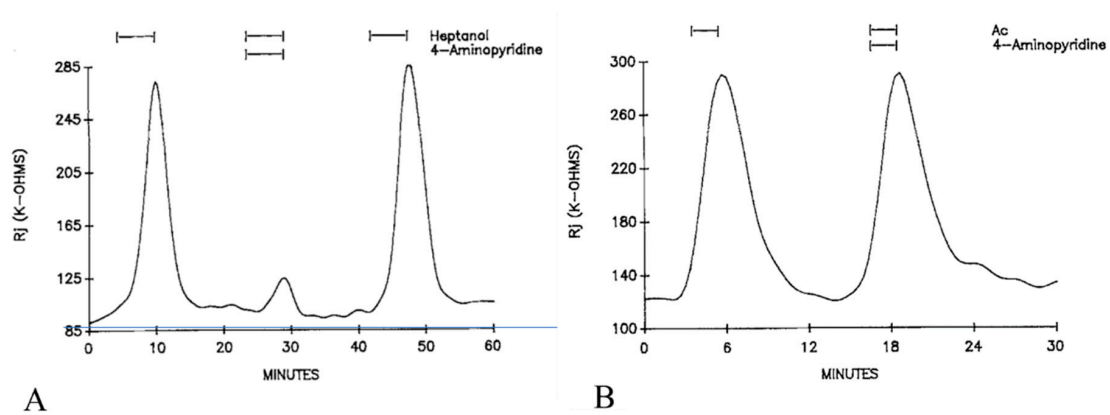 Heptanol
4-Aminopyridine
285
245
205
165
125
85
Rj (K-OHMS)
0 10 20 30 40 50 60
MINUTES
A
Ac
4-Aminopyridine
300
260
220
180
140
100
Rj (K-OHMS)
0 6 12 18 24 30
MINUTES
B